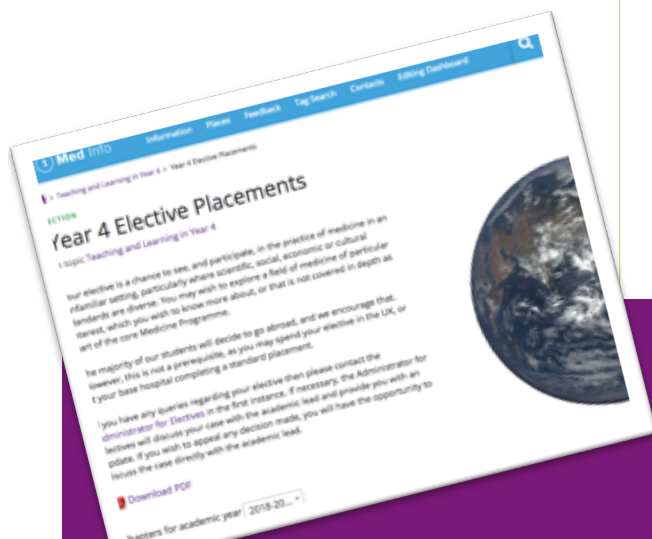 1 Med Info
Information Places Feedback Tag Search Contacts Editing Dashboard
> Teaching and Learning in Year 4 > Year 4 Elective Placements
ECTION
Year 4 Elective Placements
topic Teaching and Learning in Year 4
our elective is a chance to see, and participate, in the practice of medicine in an
nfamiliar setting, particularly where scientific, social, economic or cultural
tandards are diverse. You may wish to explore a field of medicine of particular
nterest, which you wish to know more about, or that is not covered in depth as
art of the core Medicine Programme.
he majority of our students will decide to go abroad, and we encourage that.
owever, this is not a prerequisite, as you may spend your elective in the UK, or
t your base hospital completing a standard placement.
you have any queries regarding your elective then please contact the
dministrator for Electives in the first instance. If necessary, the Administrator for
lectives will discuss your case with the academic lead and provide you with an
pdate. If you wish to appeal any decision made, you will have the opportunity to
iscuss the case directly with the academic lead.
Download PDF
hapters for academic year 2018-20...